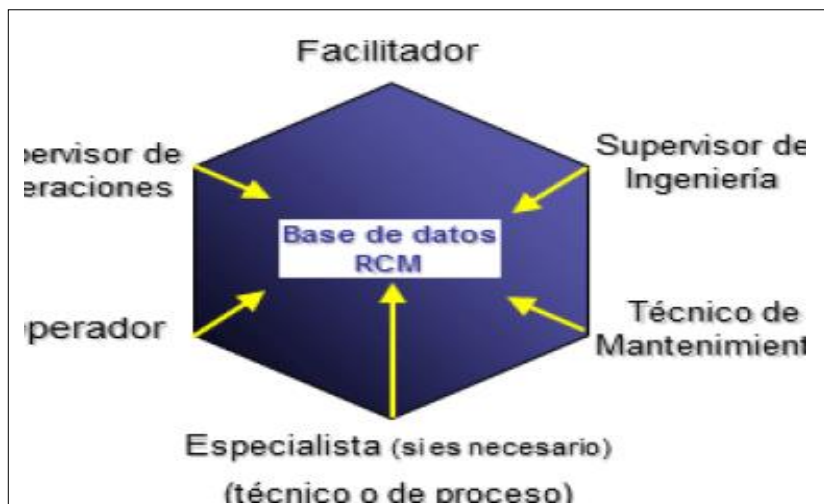 Facilitador
pervisor de
eraciones
Supervisor de
Ingeniería
Base de datos
RCM
perador
Técnico de
Mantenimient
Especialista (si es necesario)
(técnico o de proceso)